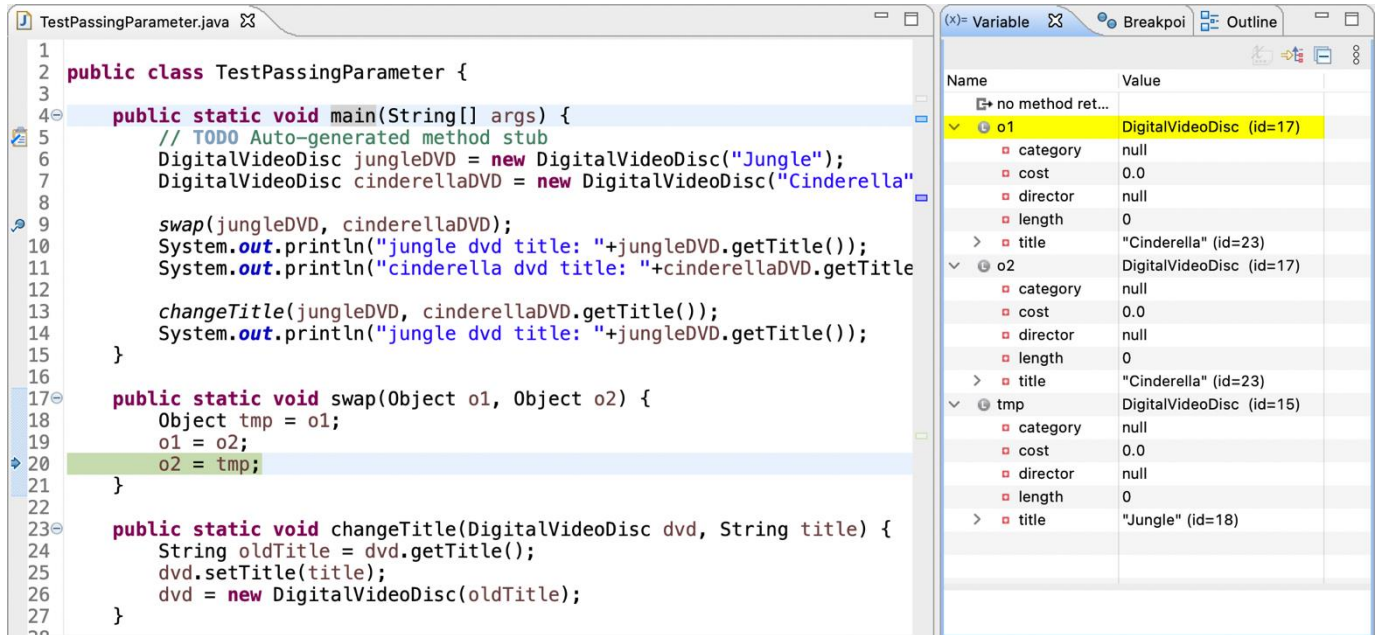 TestPassingParameter.java
1
2 public class TestPassingParameter {
3
4 public static void main(String[] args) {
5 // TODO Auto-generated method stub
6 DigitalVideoDisc jungleDVD = new DigitalVideoDisc("Jungle");
7 DigitalVideoDisc cinderellaDVD = new DigitalVideoDisc("Cinderella"
8
9 swap(jungleDVD, cinderellaDVD);
10 System.out.println("jungle dvd title: "+jungleDVD.getTitle());
11 System.out.println("cinderella dvd title: "+cinderellaDVD.getTitle
12
13 changeTitle(jungleDVD, cinderellaDVD.getTitle());
14 System.out.println("jungle dvd title: "+jungleDVD.getTitle());
15 }
16
17 public static void swap(Object o1, Object o2) {
18 Object tmp = o1;
19 o1 = o2;
20 o2 = tmp;
21 }
22
23 public static void changeTitle(DigitalVideoDisc dvd, String title) {
24 String oldTitle = dvd.getTitle();
25 dvd.setTitle(title);
26 dvd = new DigitalVideoDisc(oldTitle);
27 }
(x)= Variable Breakpoi Outline
Name Value
no method ret...
o1 DigitalVideoDisc (id=17)
category null
cost 0.0
director null
length 0
title "Cinderella" (id=23)
o2 DigitalVideoDisc (id=17)
category null
cost 0.0
director null
length 0
title "Cinderella" (id=23)
tmp DigitalVideoDisc (id=15)
category null
cost 0.0
director null
length 0
title "Jungle" (id=18)